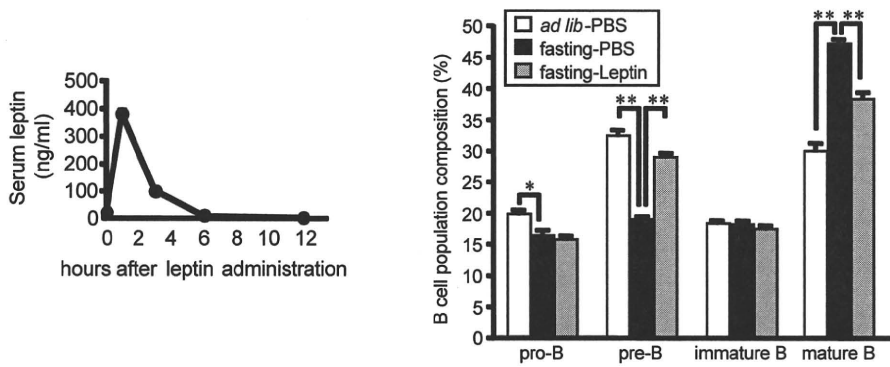 Serum leptin
(ng/ml)
500
400
300
200
100
0
0 2 4 6 8 10 12
hours after leptin administration
B cell population composition (%)
50
45
40
35
30
25
20
15
10
5
0
ad lib-PBS
fasting-PBS
fasting-Leptin
*
** **
** **
pro-B pre-B immature B mature B